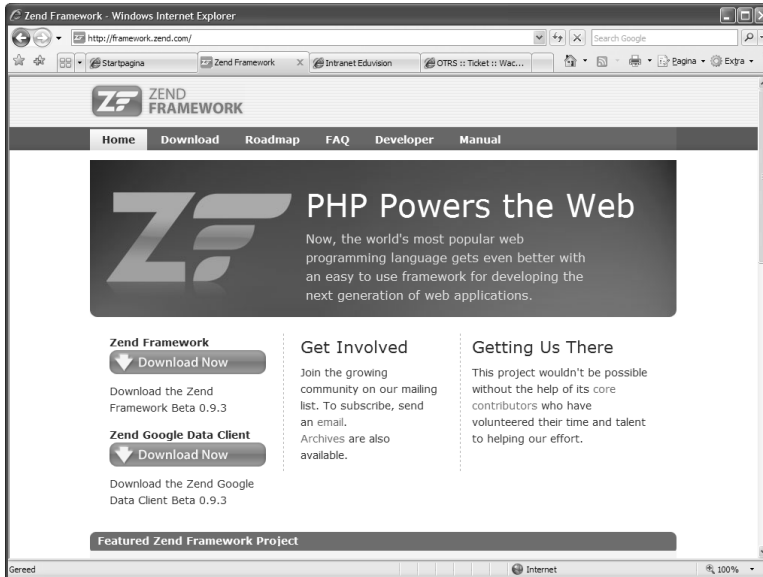 Zend Framework - Windows Internet Explorer
http://framework.zend.com/
Search Google
Startpagina
Zend Framework
Intranet Eduvision
OTRS :: Ticket :: Wac...
Pagina
Extra
ZEND
FRAMEWORK
Home Download Roadmap FAQ Developer Manual
PHP Powers the Web
Now, the world's most popular web
programming language gets even better with
an easy to use framework for developing the
next generation of web applications.
Zend Framework
Download Now
Download the Zend
Framework Beta 0.9.3
Zend Google Data Client
Download Now
Download the Zend Google
Data Client Beta 0.9.3
Get Involved
Join the growing
community on our mailing
list. To subscribe, send
an email.
Archives are also
available.
Getting Us There
This project wouldn't be possible
without the help of its core
contributors who have
volunteered their time and talent
to helping our effort.
Featured Zend Framework Project
Gereed
Internet
100%